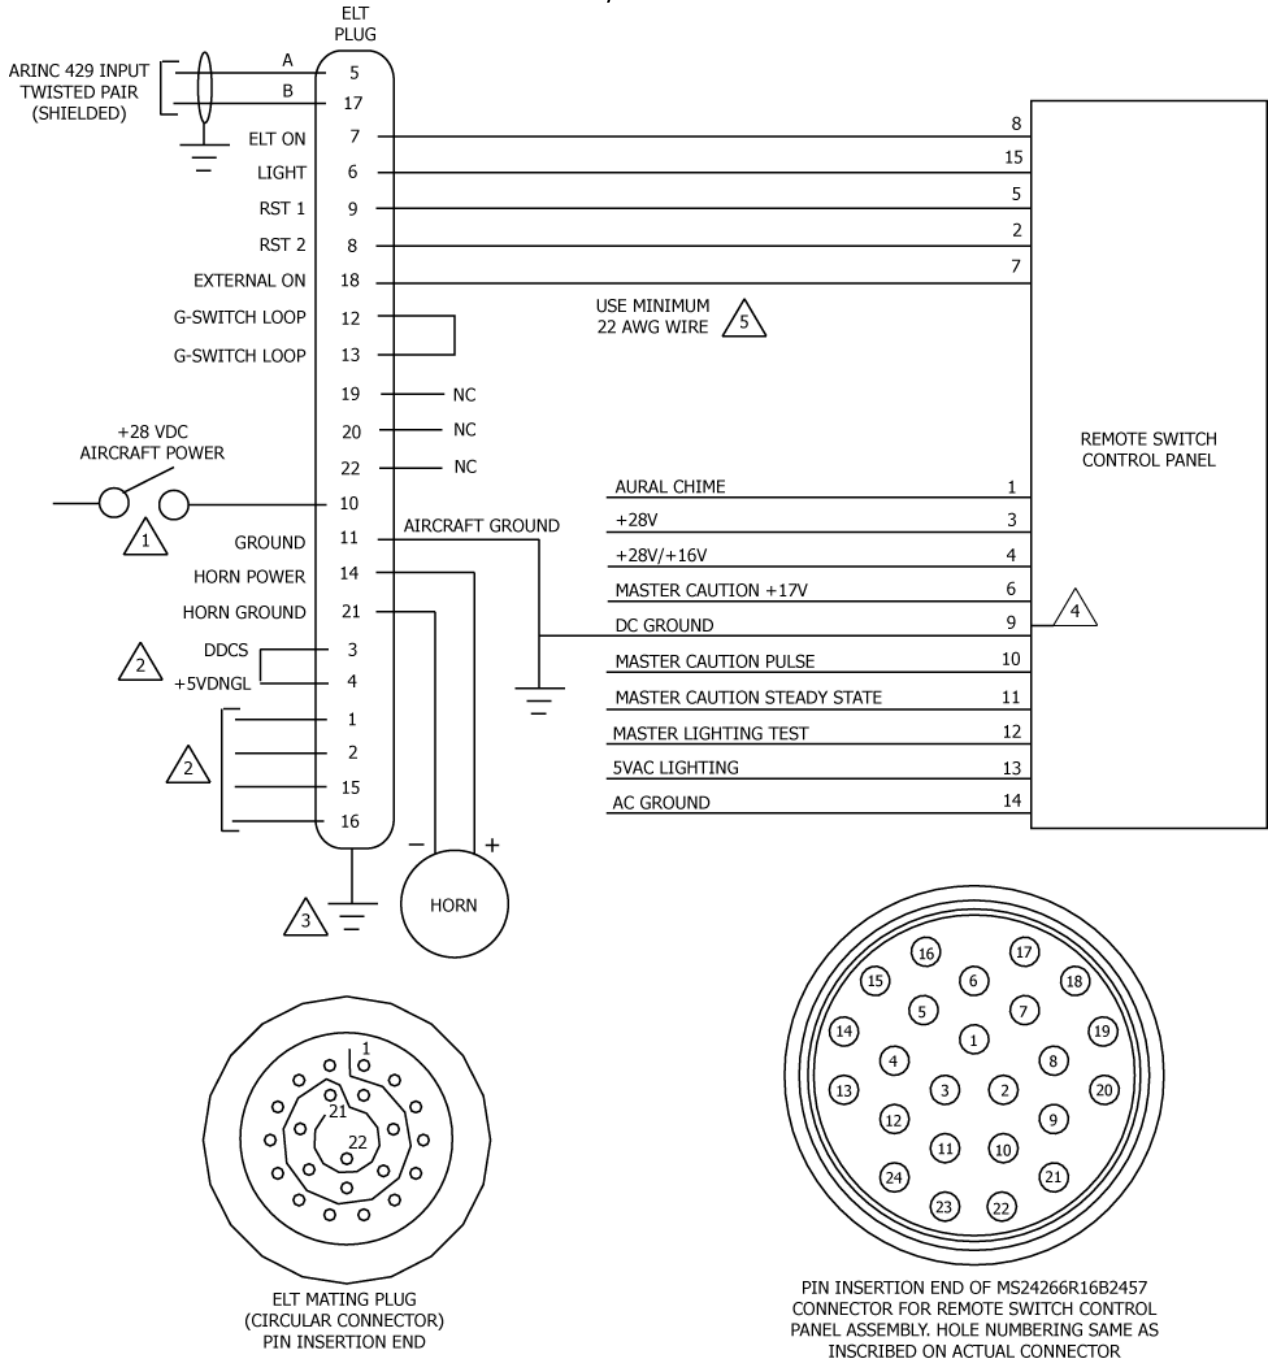 ELT
PLUG
ARINC 429 INPUT
TWISTED PAIR
(SHIELDED)
A
5
B
17
ELT ON
7
8
LIGHT
6
15
RST 1
9
5
RST 2
8
2
EXTERNAL ON
18
7
USE MINIMUM
22 AWG WIRE
5
G-SWITCH LOOP
12
G-SWITCH LOOP
13
19
NC
20
NC
22
NC
REMOTE SWITCH
CONTROL PANEL
+28 VDC
AIRCRAFT POWER
10
1
GROUND
11
AIRCRAFT GROUND
HORN POWER
14
HORN GROUND
21
2
DDCS
3
+5VDNGL
4
2
1
2
15
16
3
− +
HORN
AURAL CHIME 1
+28V 3
+28V/+16V 4
MASTER CAUTION +17V 6
DC GROUND 9
4
MASTER CAUTION PULSE 10
MASTER CAUTION STEADY STATE 11
MASTER LIGHTING TEST 12
5VAC LIGHTING 13
AC GROUND 14
1
21
22
ELT MATING PLUG
(CIRCULAR CONNECTOR)
PIN INSERTION END
16 17
15 6 18
5 7
14 1 19
4 8
13 3 2 20
12 9
11 10
24 21
23 22
PIN INSERTION END OF MS24266R16B2457
CONNECTOR FOR REMOTE SWITCH CONTROL
PANEL ASSEMBLY. HOLE NUMBERING SAME AS
INSCRIBED ON ACTUAL CONNECTOR